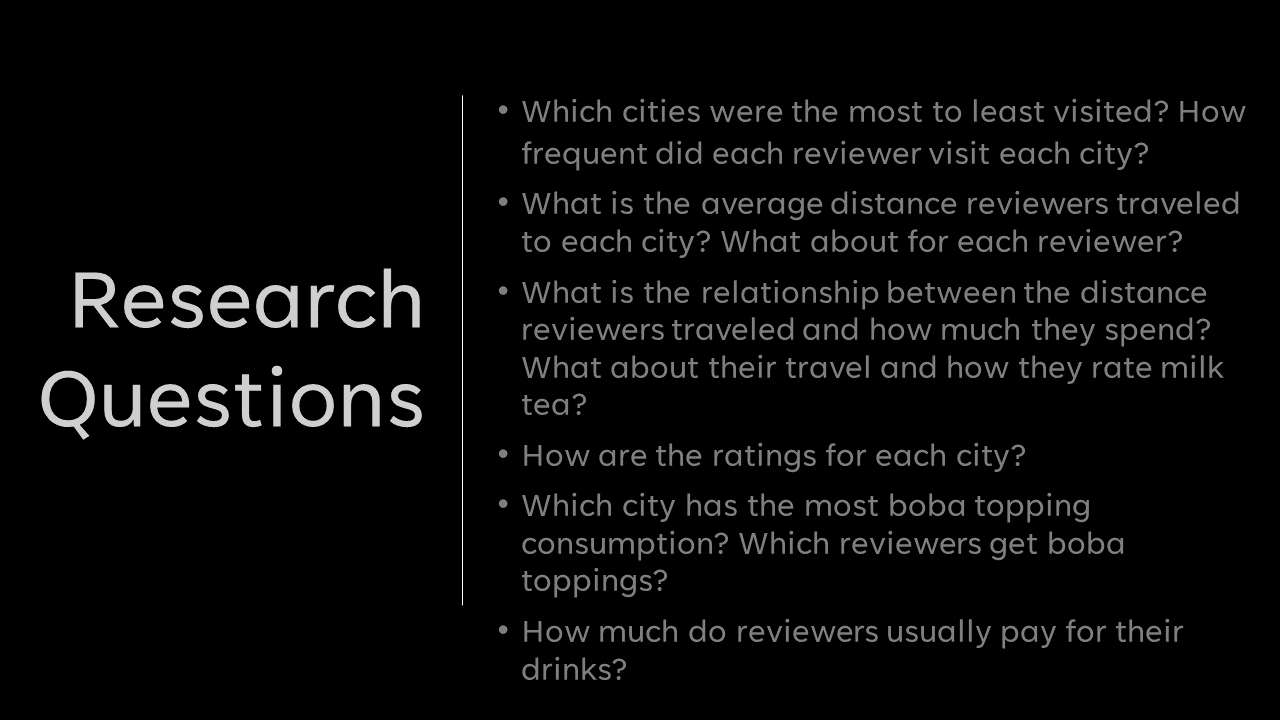 Research
Questions
• Which cities were the most to least visited? How
frequent did each reviewer visit each city?
• What is the average distance reviewers traveled
to each city? What about for each reviewer?
• What is the relationship between the distance
reviewers traveled and how much they spend?
What about their travel and how they rate milk
tea?
• How are the ratings for each city?
• Which city has the most boba topping
consumption? Which reviewers get boba
toppings?
• How much do reviewers usually pay for their
drinks?